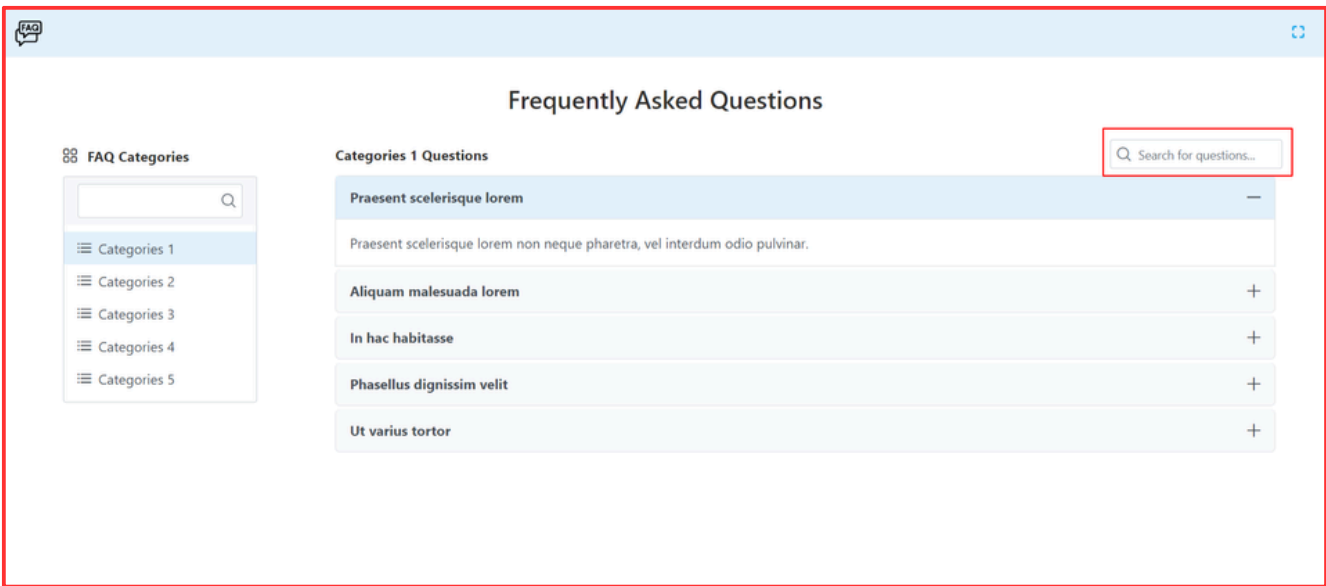 FAQ
Frequently Asked Questions
FAQ Categories
Categories 1
Categories 2
Categories 3
Categories 4
Categories 5
Categories 1 Questions
Search for questions...
Praesent scelerisque lorem
Praesent scelerisque lorem non neque pharetra, vel interdum odio pulvinar.
Aliquam malesuada lorem
In hac habitasse
Phasellus dignissim velit
Ut varius tortor